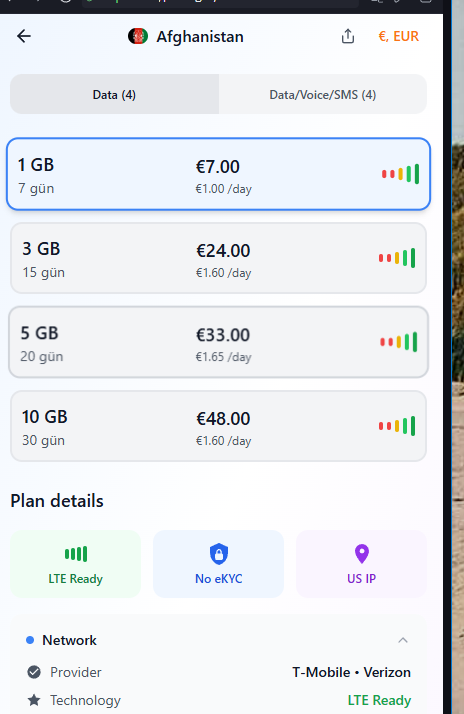 Afghanistan
€, EUR
Data (4)
Data/Voice/SMS (4)
1 GB
€7.00
7 gün
€1.00 /day
3 GB
€24.00
15 gün
€1.60 /day
5 GB
€33.00
20 gün
€1.65 /day
10 GB
€48.00
30 gün
€1.60 /day
Plan details
LTE Ready
No eKYC
US IP
Network
Provider
T-Mobile • Verizon
Technology
LTE Ready